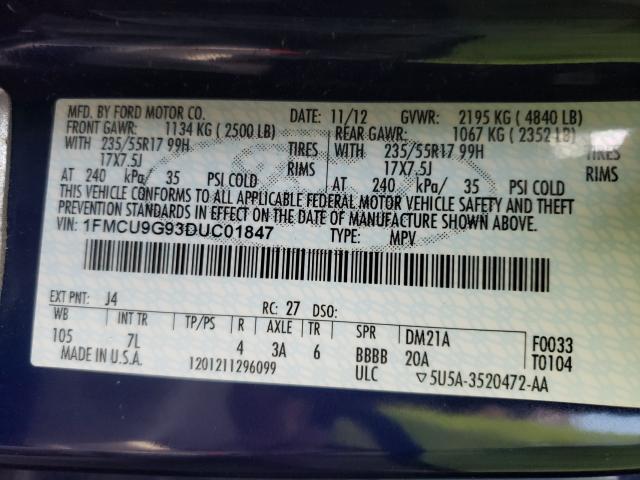 MFD. BY FORD MOTOR CO.
DATE: 11/12 GVWR: 2195 KG ( 4840 LB)
FRONT GAWR: 1134 KG ( 2500 LB) REAR GAWR: 1067 KG ( 2352 LB)
WITH 235/55R17 99H TIRES WITH 235/55R17 99H TIRES
17X7.5J RIMS 17X7.5J RIMS
AT 240 kPa/ 35 PSI COLD AT 240 kPa/ 35 PSI COLD
THIS VEHICLE CONFORMS TO ALL APPLICABLE FEDERAL MOTOR VEHICLE SAFETY AND THEFT
PREVENTION STANDARDS IN EFFECT ON THE DATE OF MANUFACTURE SHOWN ABOVE.
VIN: 1FMCU9G93DUC01847 TYPE: MPV
EXT PNT: J4 RC: 27 DSO:
WB INT TR TP/PS R AXLE TR SPR DM21A F0033
105 7L 4 3A 6 BBBB 20A T0104
MADE IN U.S.A. 1201211296099 ULC ▽5U5A-3520472-AA